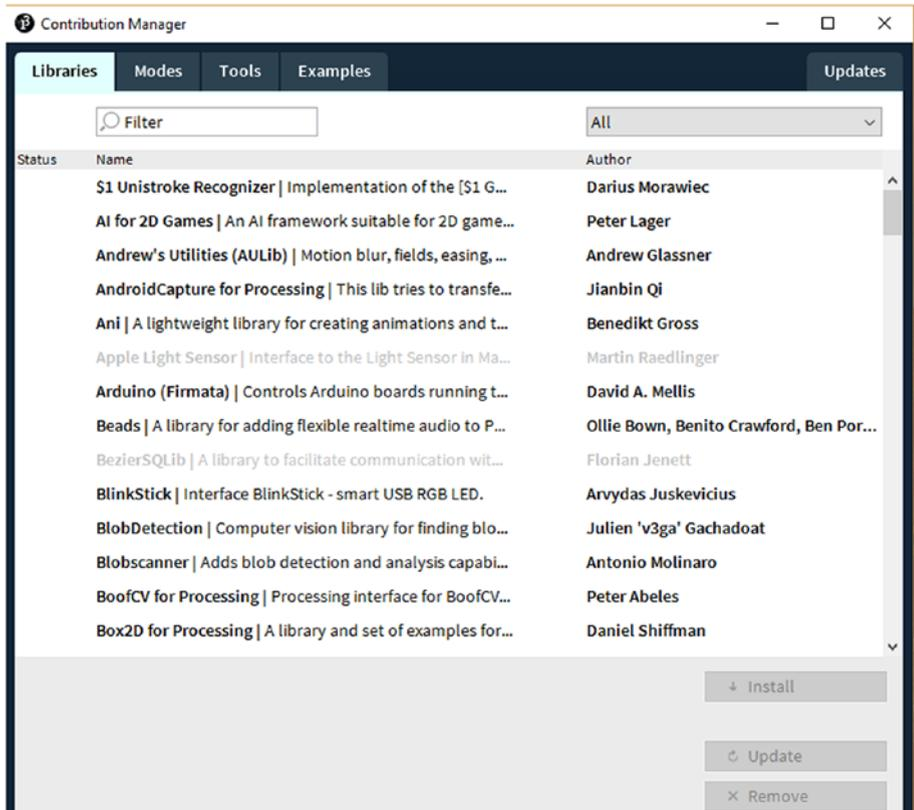 Contribution Manager
Libraries Modes Tools Examples Updates
Filter All
Status Name Author
$1 Unistroke Recognizer | Implementation of the [$1 G... Darius Morawiec
AI for 2D Games | An AI framework suitable for 2D game... Peter Lager
Andrew's Utilities (AULib) | Motion blur, fields, easing, ... Andrew Glassner
AndroidCapture for Processing | This lib tries to transfe... Jianbin Qi
Ani | A lightweight library for creating animations and t... Benedikt Gross
Apple Light Sensor | Interface to the Light Sensor in Ma... Martin Raedlinger
Arduino (Firmata) | Controls Arduino boards running t... David A. Mellis
Beads | A library for adding flexible realtime audio to P... Ollie Bown, Benito Crawford, Ben Por...
BezierSQLib | A library to facilitate communication wit... Florian Jenett
BlinkStick | Interface BlinkStick - smart USB RGB LED. Arvydas Juskevicius
BlobDetection | Computer vision library for finding blo... Julien 'v3ga' Gachadoat
Blobscanner | Adds blob detection and analysis capabi... Antonio Molinaro
BoofCV for Processing | Processing interface for BoofCV... Peter Abeles
Box2D for Processing | A library and set of examples for... Daniel Shiffman
Install
Update
Remove